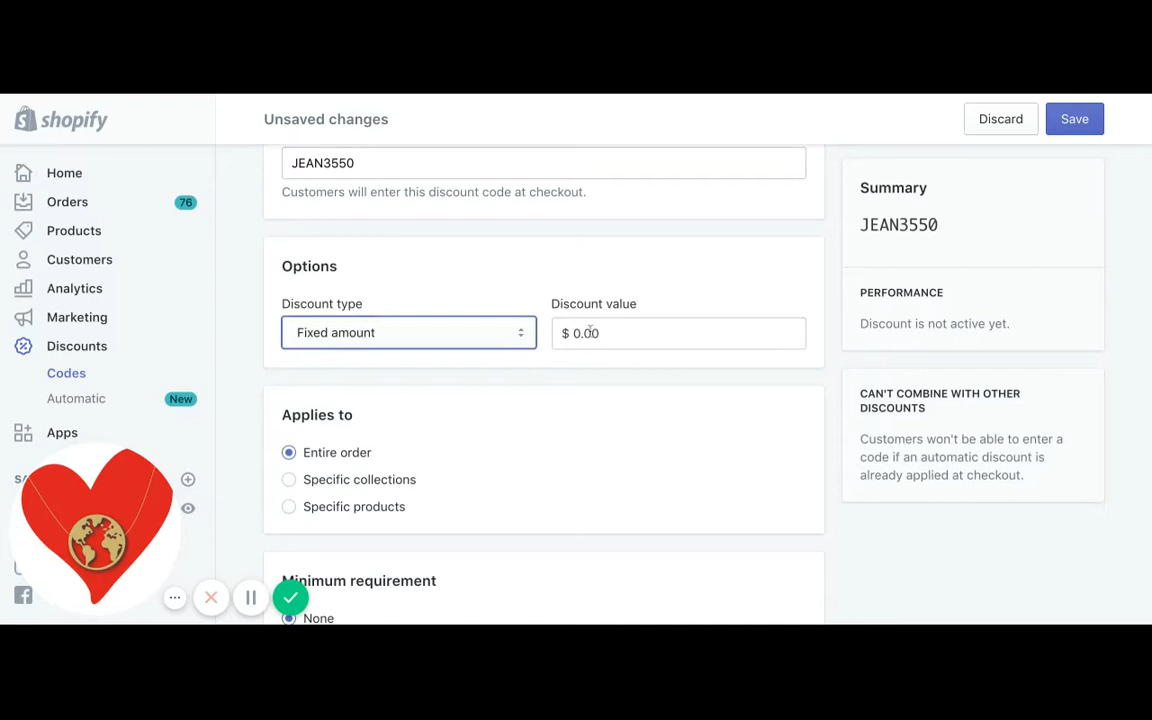 shopify
Unsaved changes
Discard
Save
Home
Orders
76
Products
Customers
Analytics
Marketing
Discounts
Codes
Automatic
New
Apps
JEAN3550
Customers will enter this discount code at checkout.
Options
Discount type
Discount value
Fixed amount
$ 0.00
Applies to
Entire order
Specific collections
Specific products
Minimum requirement
None
Summary
JEAN3550
PERFORMANCE
Discount is not active yet.
CAN'T COMBINE WITH OTHER
DISCOUNTS
Customers won't be able to enter a
code if an automatic discount is
already applied at checkout.